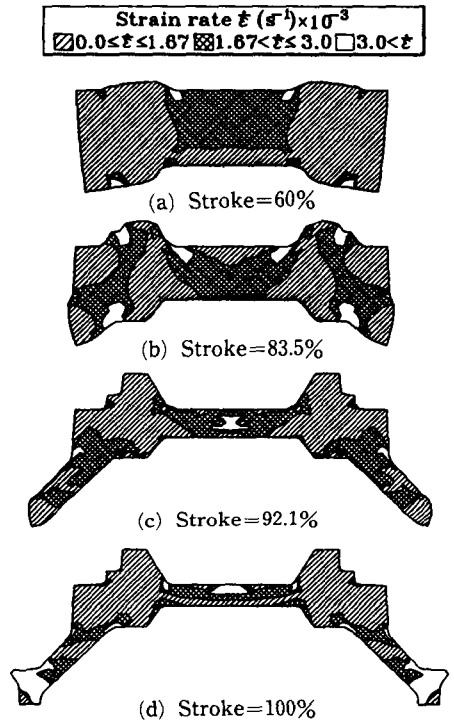 Strain rate ε̇ (s⁻¹)×10⁻³
0.0≤ε̇≤1.67 1.67<ε̇≤3.0 3.0<ε̇
(a) Stroke=60%
(b) Stroke=83.5%
(c) Stroke=92.1%
(d) Stroke=100%